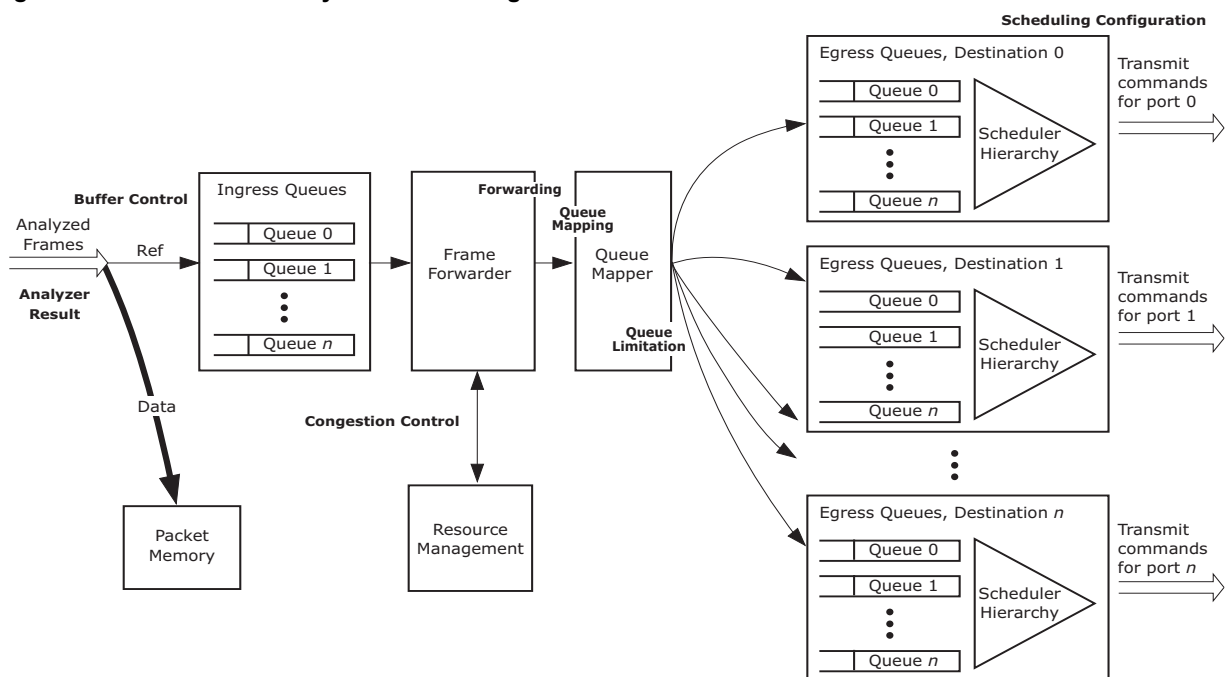 Scheduling Configuration
Egress Queues, Destination 0
Queue 0
Queue 1
Queue n
Scheduler
Hierarchy
Transmit
commands
for port 0
Buffer Control
Analyzed
Frames
Ref
Analyzer
Result
Data
Packet
Memory
Ingress Queues
Queue 0
Queue 1
Queue n
Frame
Forwarder
Forwarding
Congestion Control
Resource
Management
Queue
Mapping
Queue
Mapper
Queue
Limitation
Egress Queues, Destination 1
Queue 0
Queue 1
Queue n
Scheduler
Hierarchy
Transmit
commands
for port 1
Egress Queues, Destination n
Queue 0
Queue 1
Queue n
Scheduler
Hierarchy
Transmit
commands
for port n